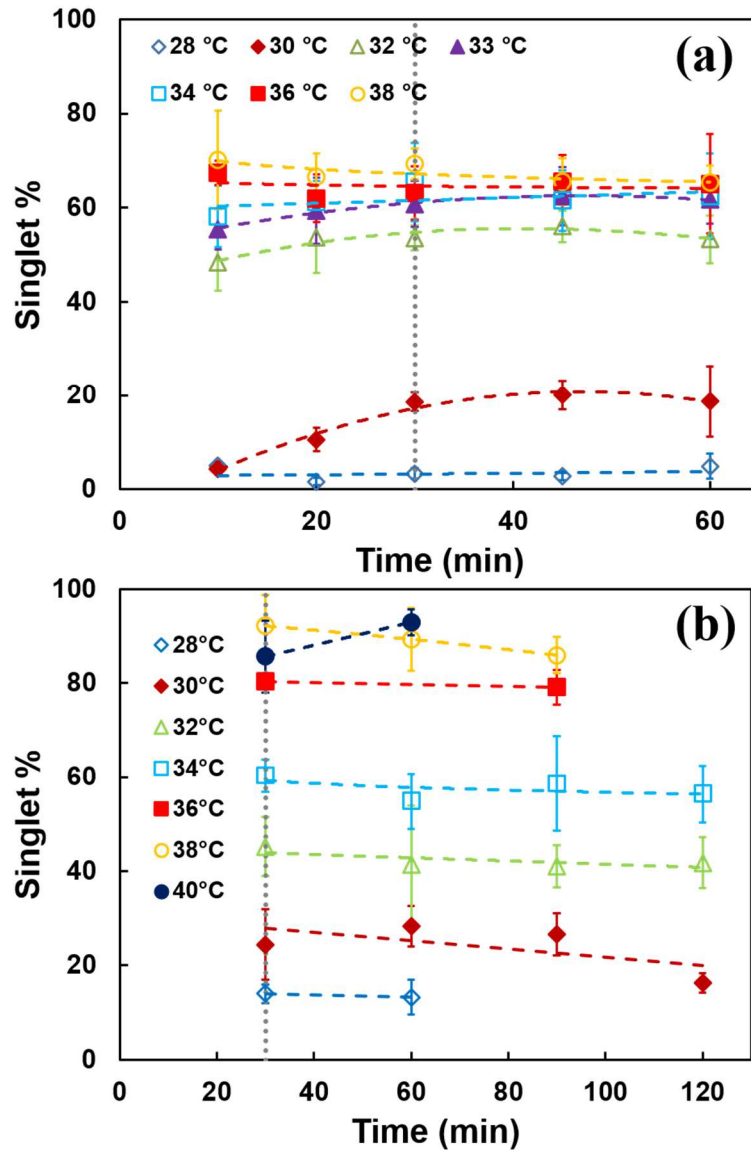 (a)
28 °C 30 °C 32 °C 33 °C
34 °C 36 °C 38 °C
100
80
60
40
20
0
Singlet %
0 20 40 60
Time (min)
(b)
28°C
30°C
32°C
34°C
36°C
38°C
40°C
100
80
60
40
20
0
Singlet %
0 20 40 60 80 100 120
Time (min)